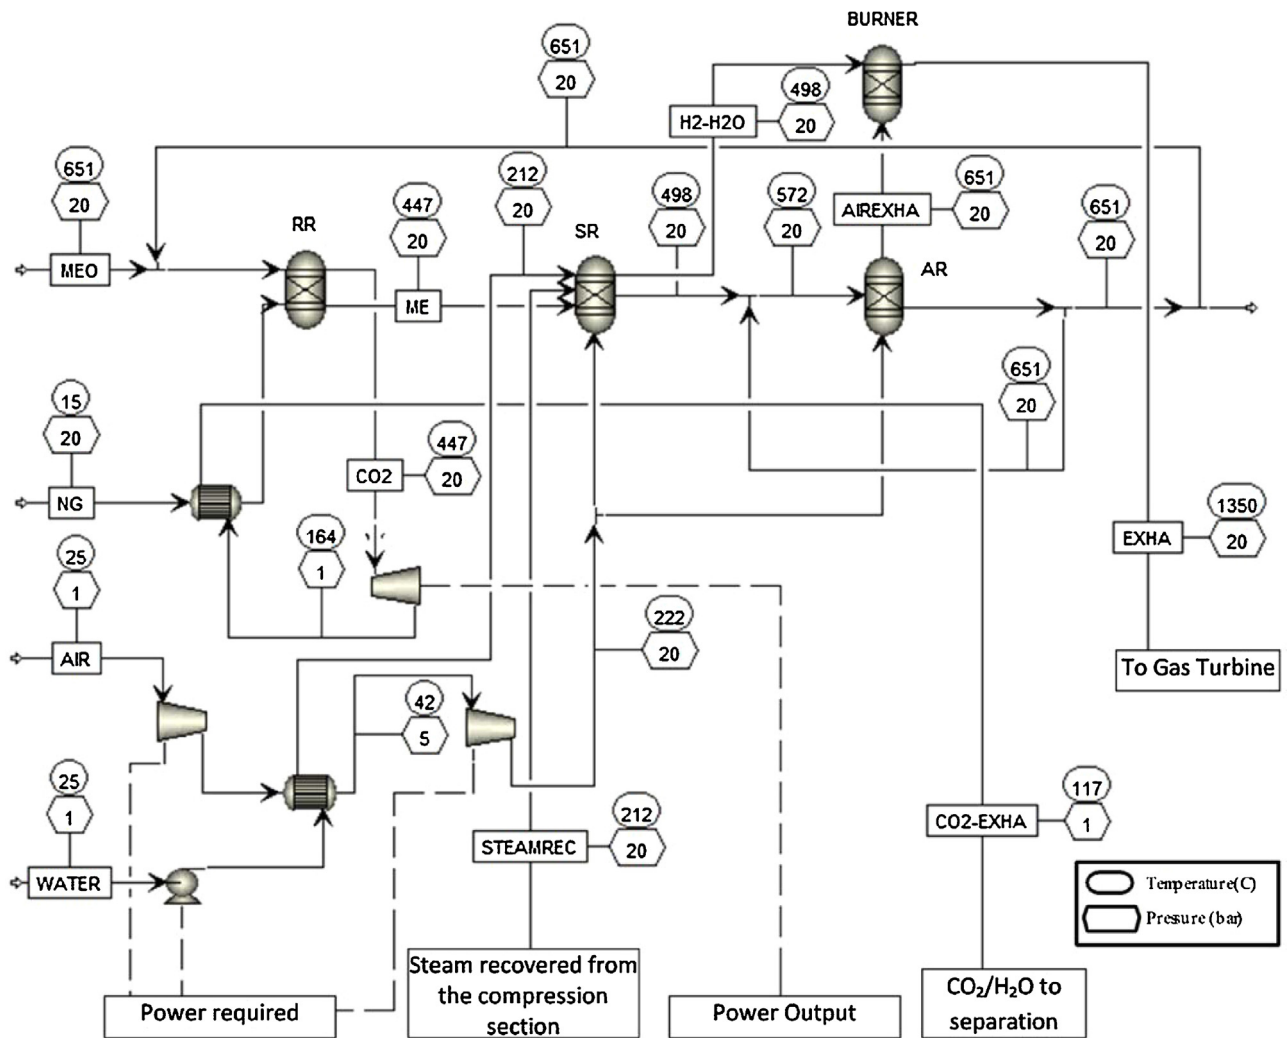 BURNER
651
20
498
20
H2-H2O
651
20
MEO
RR
447
20
ME
212
20
SR
498
20
572
20
AIREXHA
651
20
AR
651
20
15
20
NG
CO2
447
20
651
20
1350
20
EXHA
164
1
25
1
AIR
222
20
To Gas Turbine
42
5
25
1
WATER
212
20
STEAMREC
117
1
CO2-EXHA
Temperature(C)
Pressure (bar)
Power required
Steam recovered from
the compression
section
Power Output
CO₂/H₂O to
separation